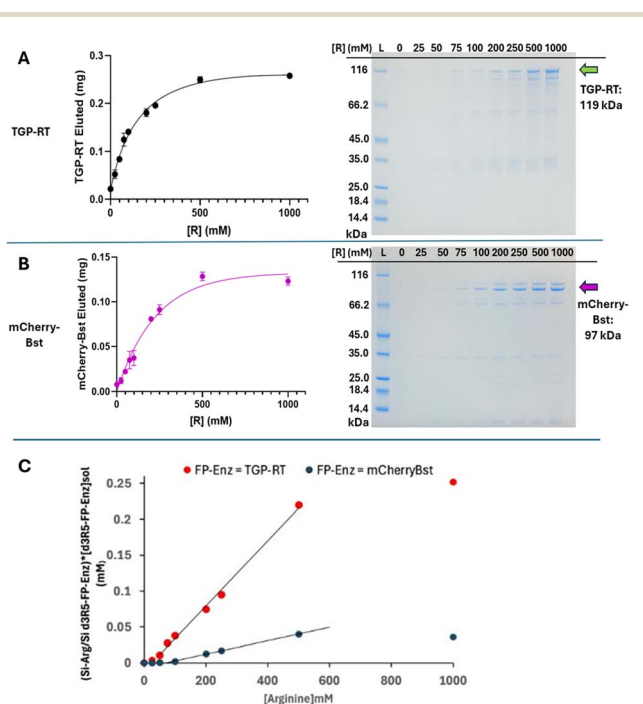 A
TGP-RT
TGP-RT Eluted (mg)
0.3
0.2
0.1
0.0
0 500 1000
[R] (mM)
[R] (mM) L 0 25 50 75 100 200 250 500 1000
116
66.2
45.0
35.0
25.0
18.4
14.4
kDa
TGP-RT:
119 kDa
B
mCherry-
Bst
mCherry-Bst Eluted (mg)
0.15
0.10
0.05
0.00
0 500 1000
[R] (mM)
[R] (mM) L 0 25 50 75 100 200 250 500 1000
116
66.2
45.0
35.0
25.0
18.4
14.4
kDa
mCherry-
Bst:
97 kDa
C
(Si-Arg/Si d3R5-FP-Enz)*[d3R5-FP-Enz]sol
(mM)
FP-Enz = TGP-RT FP-Enz = mCherryBst
0.25
0.2
0.15
0.1
0.05
0
0 200 400 600 800 1000
[Arginine]mM